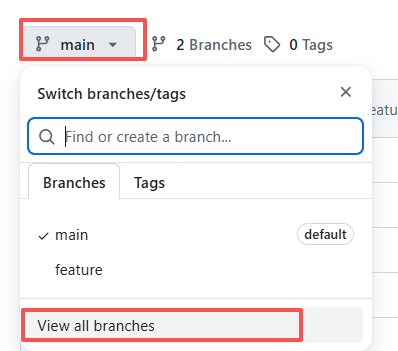 main 2 Branches 0 Tags
Switch branches/tags
Find or create a branch...
Branches Tags
main default
feature
View all branches
eatu